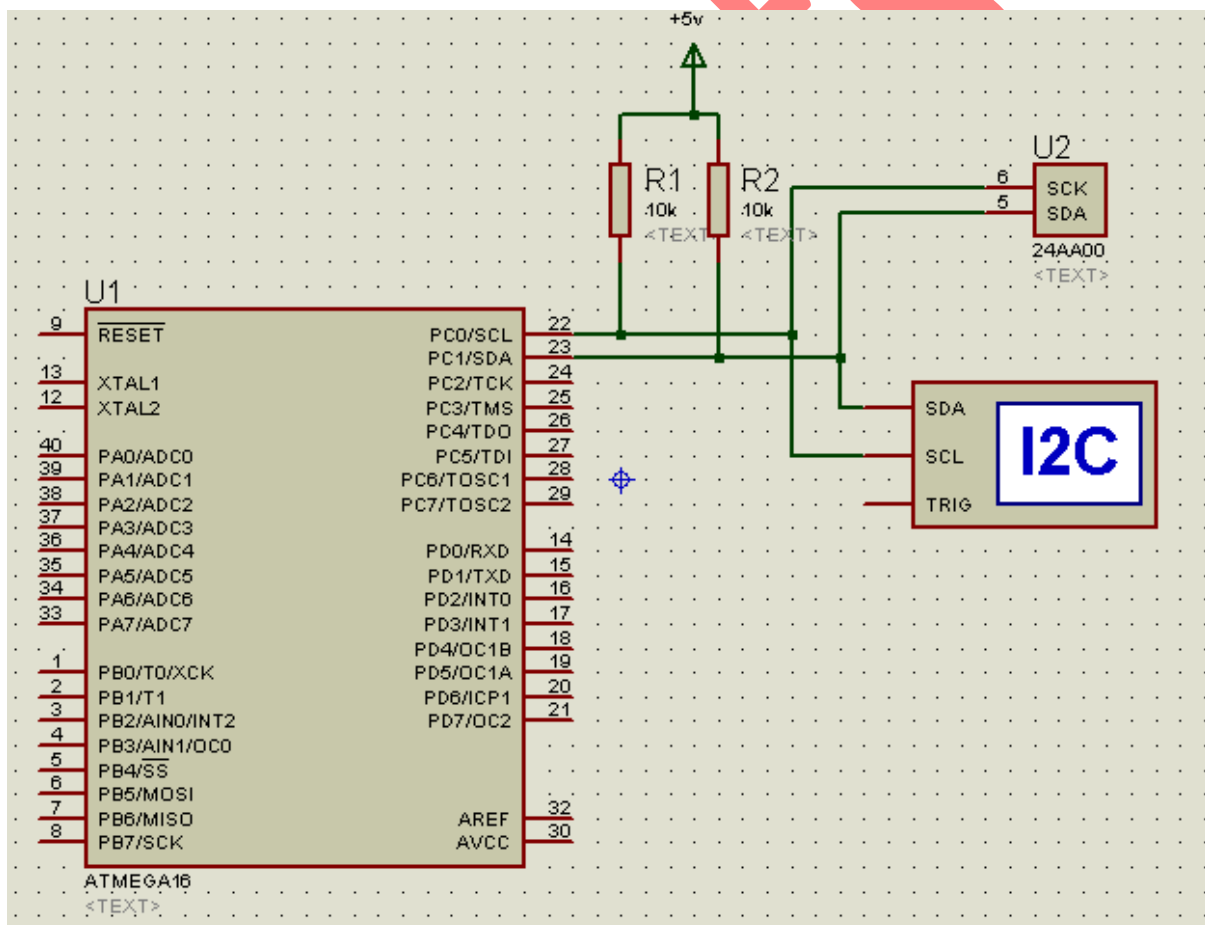 +5v
U2
6 SCK
5 SDA
24AA00
<TEXT>
R1
10k
<TEXT>
R2
10k
<TEXT>
U1
9 RESET
13 XTAL1
12 XTAL2
40 PA0/ADC0
39 PA1/ADC1
38 PA2/ADC2
37 PA3/ADC3
36 PA4/ADC4
35 PA5/ADC5
34 PA6/ADC6
33 PA7/ADC7
1 PB0/T0/XCK
2 PB1/T1
3 PB2/AIN0/INT2
4 PB3/AIN1/OC0
5 PB4/SS
6 PB5/MOSI
7 PB6/MISO
8 PB7/SCK
PC0/SCL 22
PC1/SDA 23
PC2/TCK 24
PC3/TMS 25
PC4/TDO 26
PC5/TDI 27
PC6/TOSC1 28
PC7/TOSC2 29
PD0/RXD 14
PD1/TXD 15
PD2/INT0 16
PD3/INT1 17
PD4/OC1B 18
PD5/OC1A 19
PD6/ICP1 20
PD7/OC2 21
AREF 32
AVCC 30
ATMEGA16
<TEXT>
SDA
SCL
TRIG
I2C